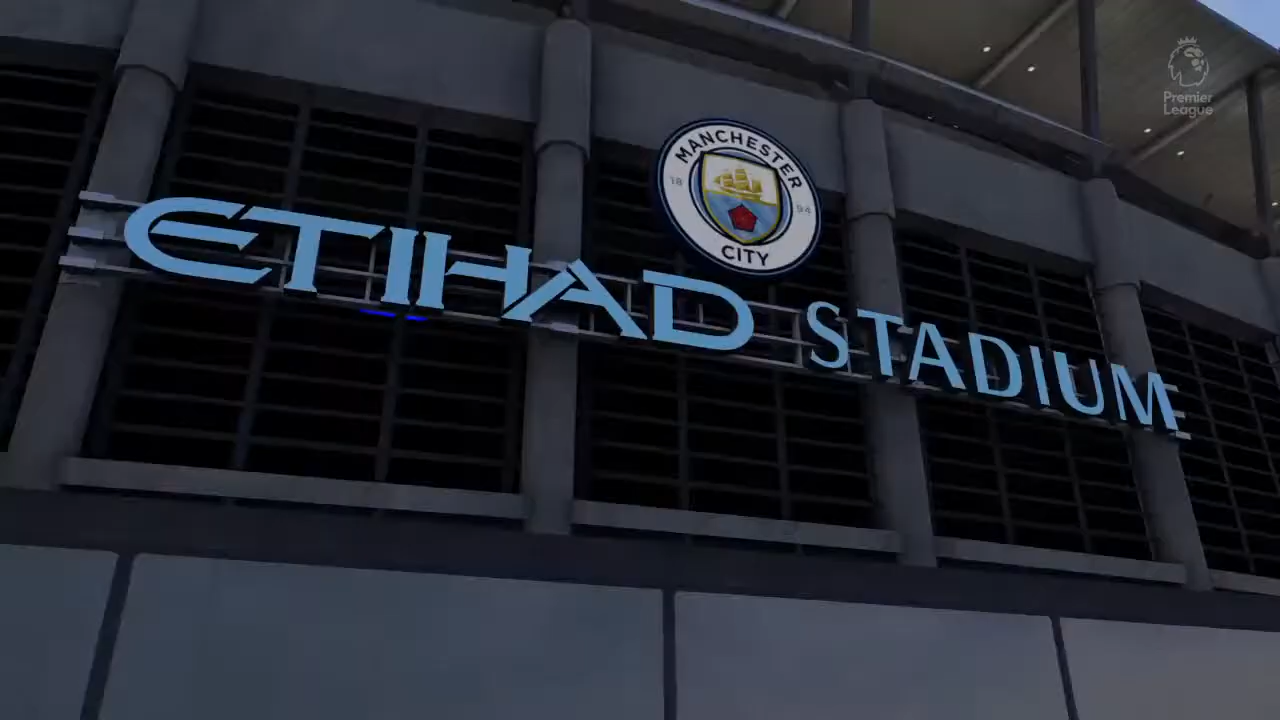 Premier
League
MANCHESTER
18 94
CITY
ETIHAD STADIUM